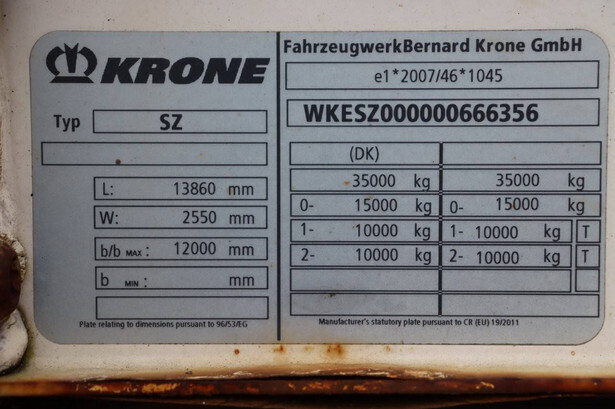 KRONE
Typ SZ
L: 13860 mm
W: 2550 mm
b/b MAX: 12000 mm
b MIN: mm
Plate relating to dimensions pursuant to 96/53/EG
FahrzeugwerkBernard Krone GmbH
e1*2007/46*1045
WKESZ000000666356
(DK)
35000 kg 35000 kg
0- 15000 kg 0- 15000 kg
1- 10000 kg 1- 10000 kg T
2- 10000 kg 2- 10000 kg T
Manufacturer's statutory plate pursuant to CR (EU) 19/2011